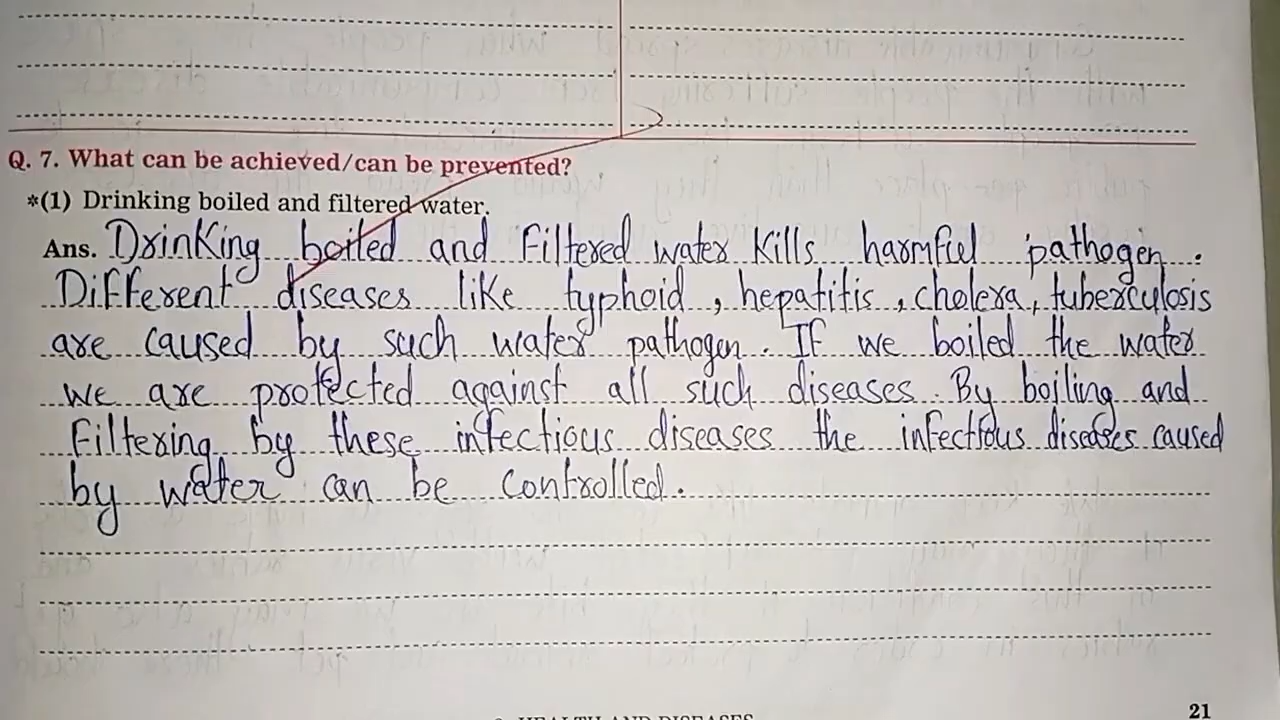 Q. 7. What can be achieved/can be prevented?
*(1) Drinking boiled and filtered water.
Ans. Drinking boiled and filtered water kills harmful pathogen.
Different diseases like typhoid, hepatitis, cholera, tuberculosis
are caused by such water pathogen. If we boiled the water
we are protected against all such diseases. By boiling and
filtering by these infectious diseases the infectious diseases caused
by water can be controlled.
HEALTH AND DISEASES
21